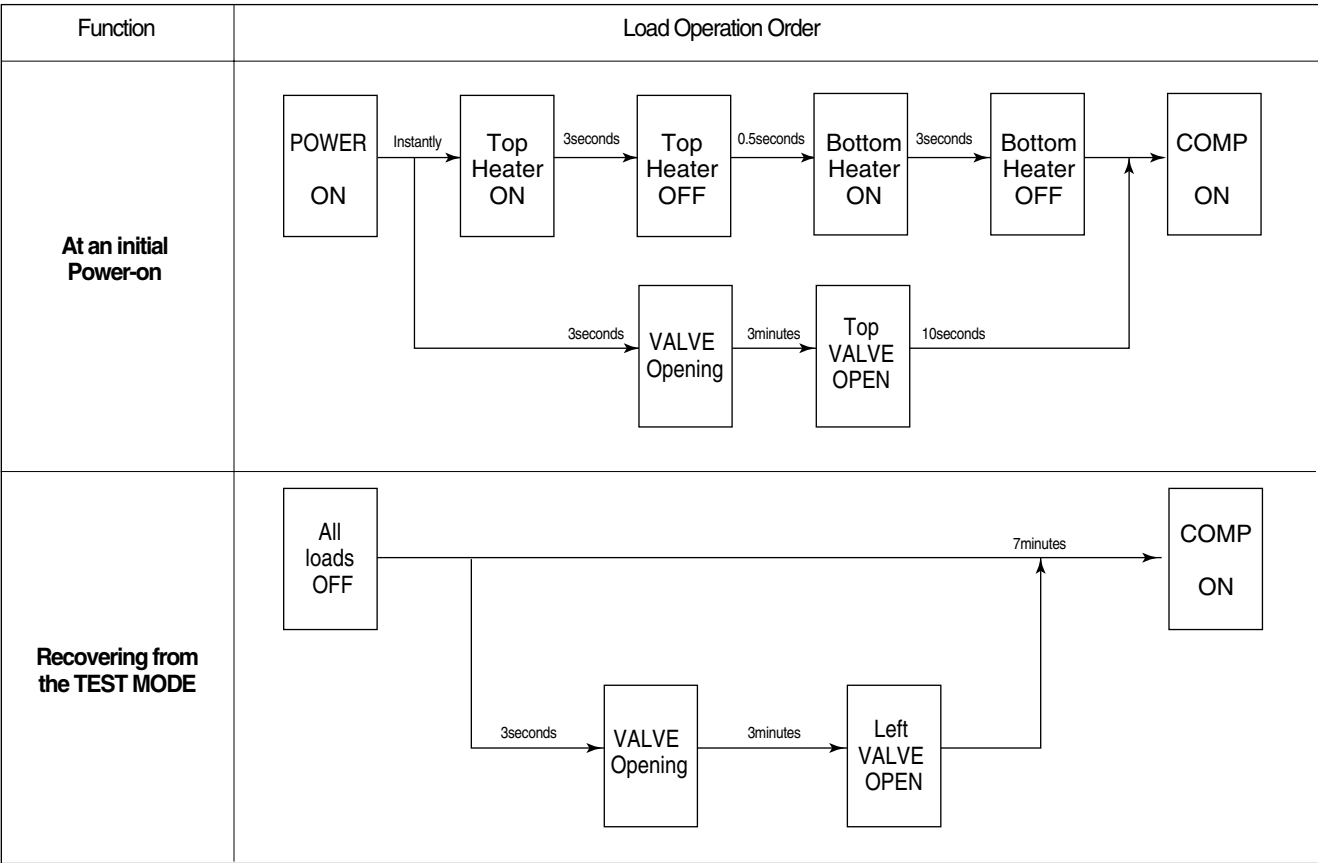 Function
Load Operation Order
At an initial
Power-on
POWER
ON
Instantly
Top
Heater
ON
3seconds
Top
Heater
OFF
0.5seconds
Bottom
Heater
ON
3seconds
Bottom
Heater
OFF
COMP
ON
3seconds
VALVE
Opening
3minutes
Top
VALVE
OPEN
10seconds
Recovering from
the TEST MODE
All
loads
OFF
7minutes
COMP
ON
3seconds
VALVE
Opening
3minutes
Left
VALVE
OPEN